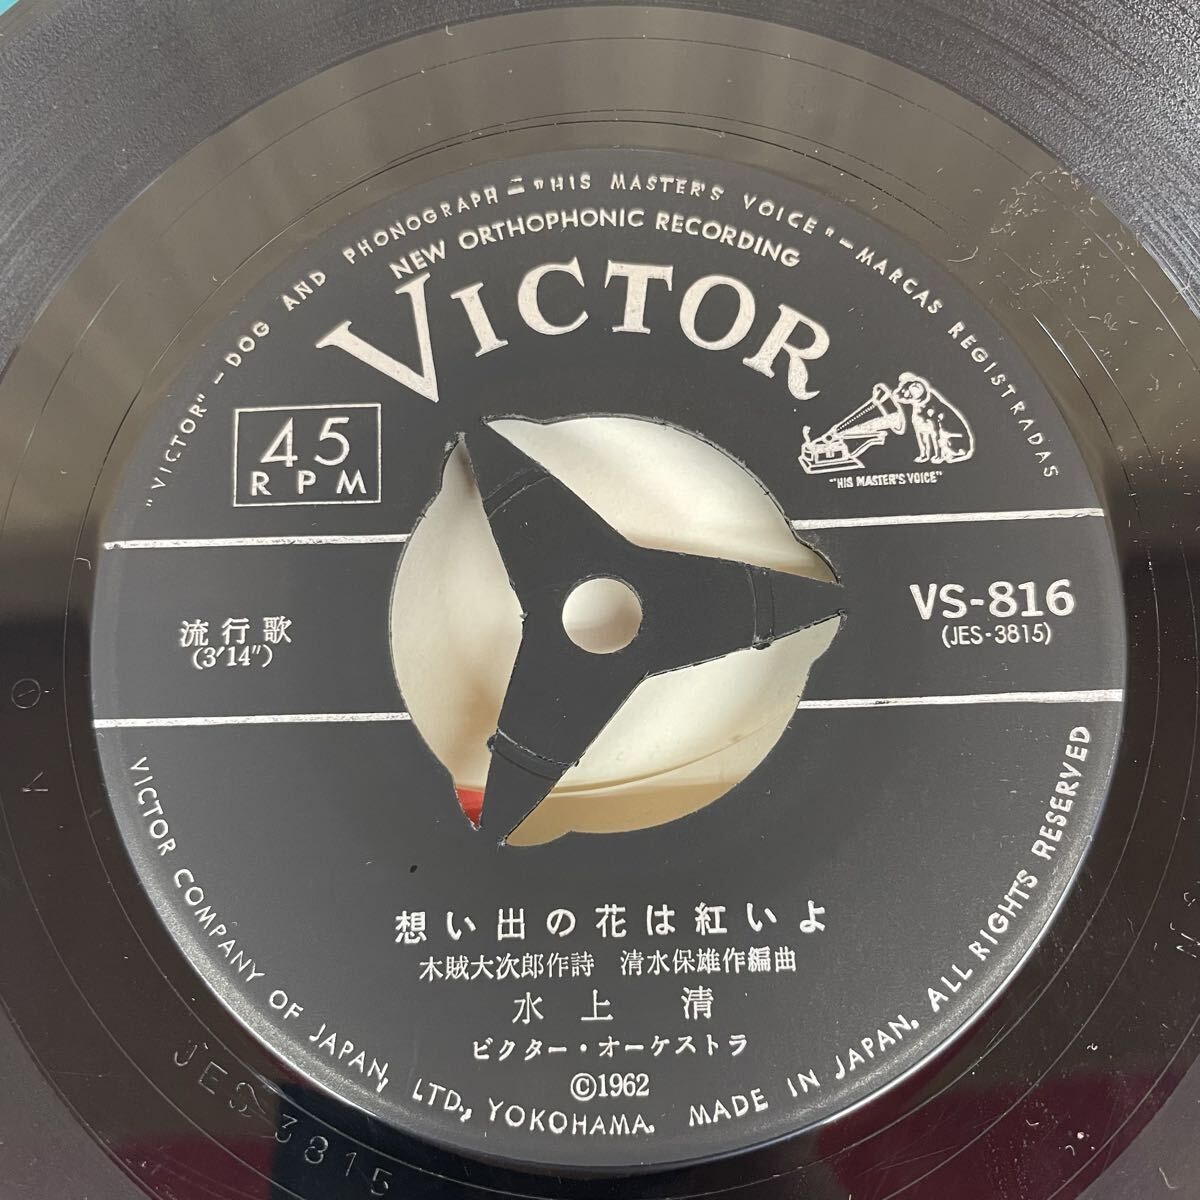 "VICTOR"–DOG AND PHONOGRAPH–"HIS MASTER'S VOICE"–MARCAS REGISTRADAS
NEW ORTHOPHONIC RECORDING
VICTOR
45
RPM
"HIS MASTER'S VOICE"
流行歌
(3′14″)
VS-816
(JES-3815)
想い出の花は紅いよ
木賊大次郎作詩 清水保雄作編曲
水上 清
ビクター・オーケストラ
©1962
VICTOR COMPANY OF JAPAN, LTD., YOKOHAMA. MADE IN JAPAN. ALL RIGHTS RESERVED
JES 3815